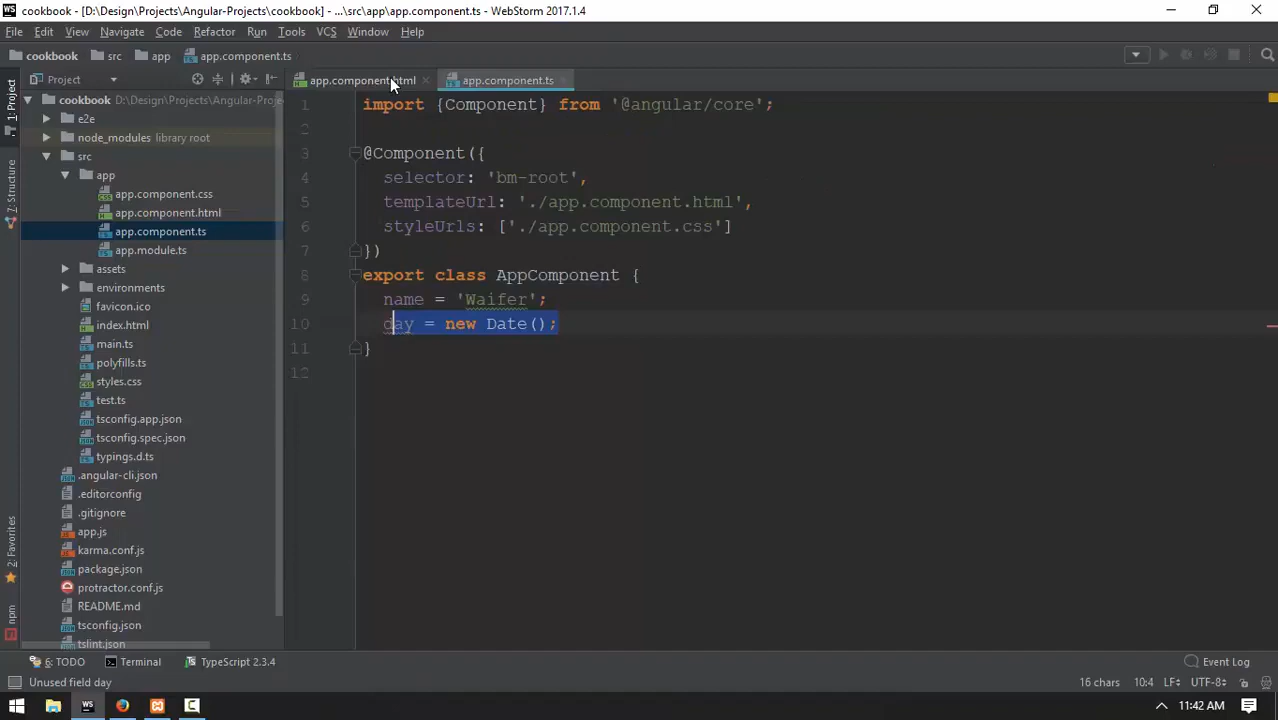 WS cookbook - [D:\Design\Projects\Angular-Projects\cookbook] - ...\src\app\app.component.ts - WebStorm 2017.1.4
File Edit View Navigate Code Refactor Run Tools VCS Window Help
cookbook src app app.component.ts
1: Project
Project
app.component.html
app.component.ts
cookbook D:\Design\Projects\Angular-Proje
e2e
node_modules library root
src
app
app.component.css
app.component.html
app.component.ts
app.module.ts
assets
environments
favicon.ico
index.html
main.ts
polyfills.ts
styles.css
test.ts
tsconfig.app.json
tsconfig.spec.json
typings.d.ts
.angular-cli.json
.editorconfig
.gitignore
app.js
karma.conf.js
package.json
protractor.conf.js
README.md
tsconfig.json
tslint.json
Z: Structure
2: Favorites
npm
1 import {Component} from '@angular/core';
2
3 @Component({
4 selector: 'bm-root',
5 templateUrl: './app.component.html',
6 styleUrls: ['./app.component.css']
7 })
8 export class AppComponent {
9 name = 'Waifer';
10 day = new Date();
11 }
12
6: TODO Terminal TypeScript 2.3.4 Event Log
Unused field day 16 chars 10:4 LF÷ UTF-8÷
WS C 11:42 AM